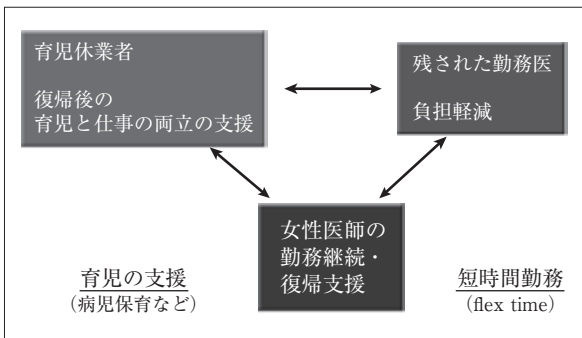 育児休業者
復帰後の
育児と仕事の両立の支援
残された勤務医
負担軽減
女性医師の
勤務継続・
復帰支援
育児の支援
（病児保育など）
短時間勤務
（flex time）